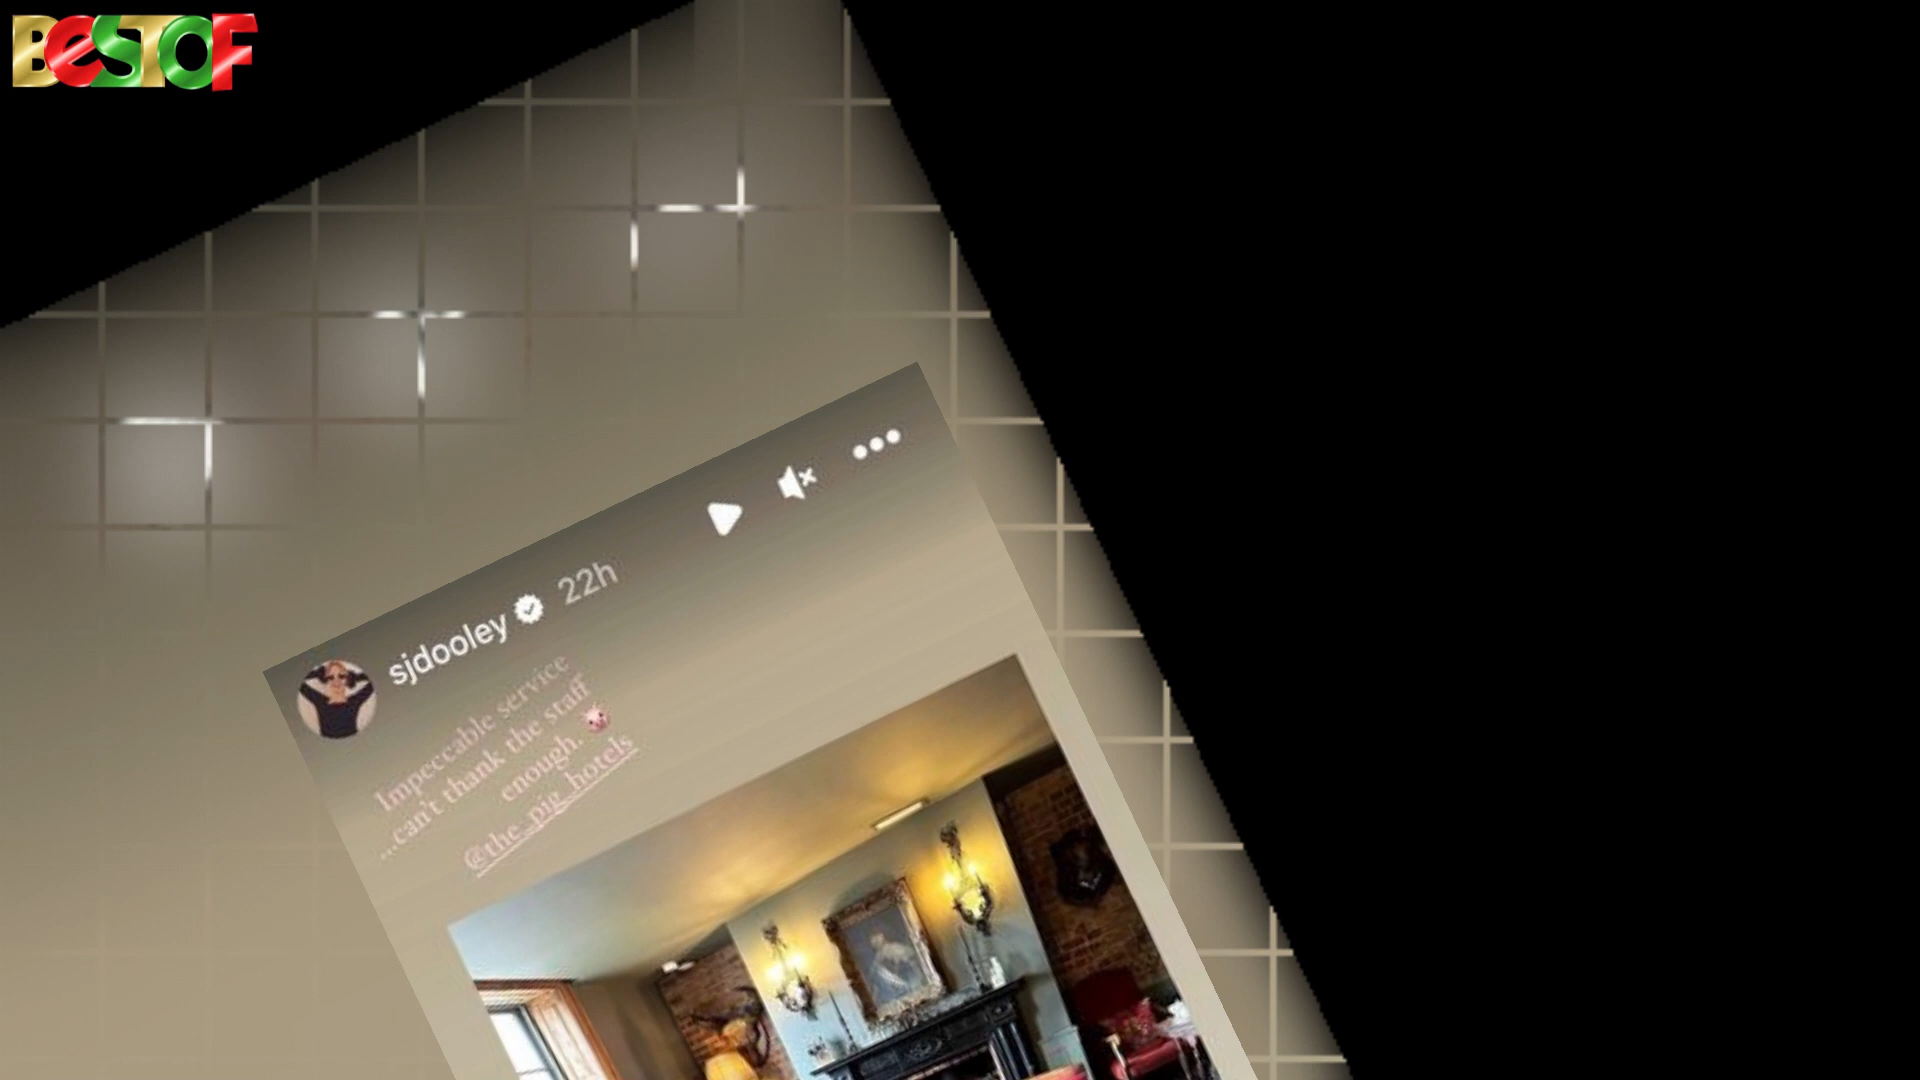 BeSTOF
sjdooley 22h
Impeccable service
...can't thank the staff
enough.
@the_pig_hotels